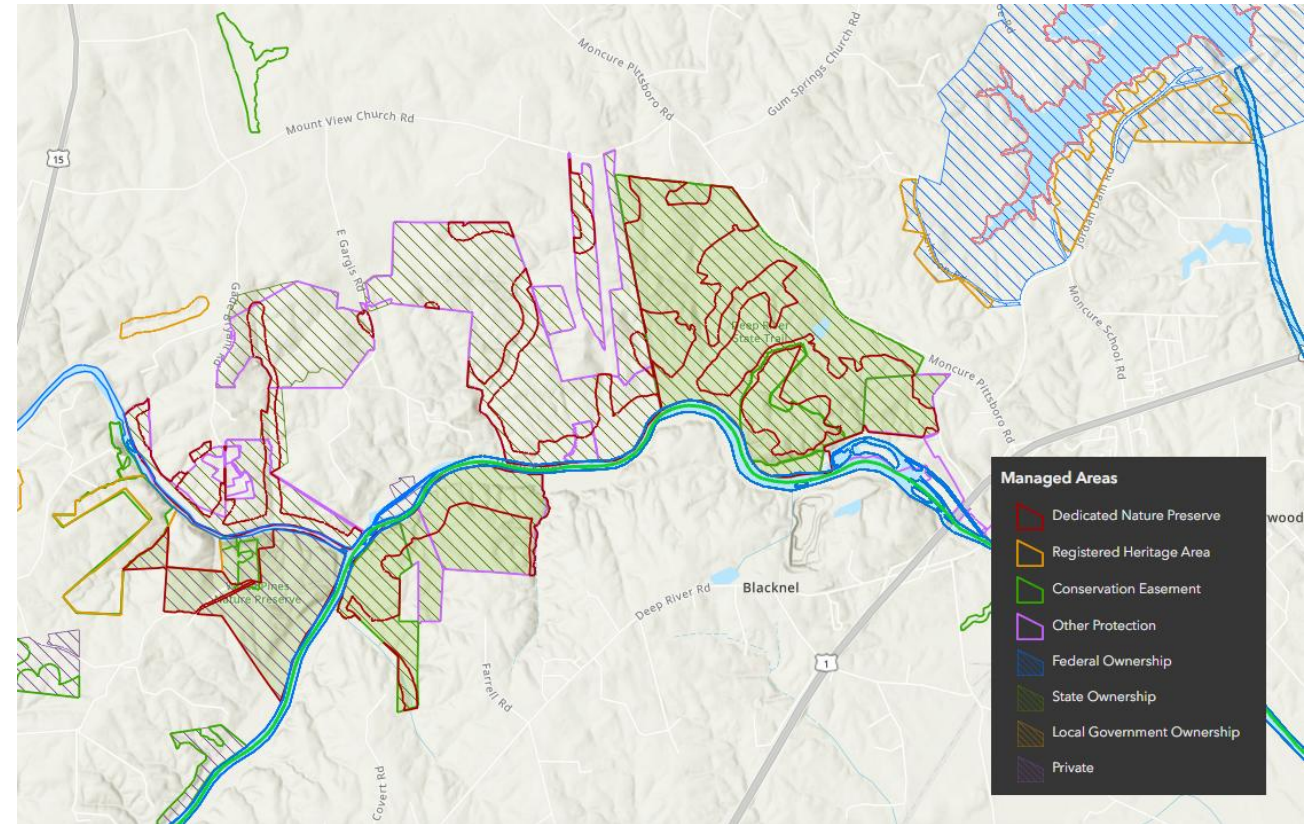 Moncure Pittsboro Rd
Gum Springs Church Rd
Mount View Church Rd
15
E Gargis Rd
Jordan Dam Rd
Moncure School Rd
Deep River
State Trail
Moncure Pittsboro Rd
Nature Preserve
Deep River Rd
Blacknel
Farrell Rd
Covert Rd
1
wood
Managed Areas
Dedicated Nature Preserve
Registered Heritage Area
Conservation Easement
Other Protection
Federal Ownership
State Ownership
Local Government Ownership
Private